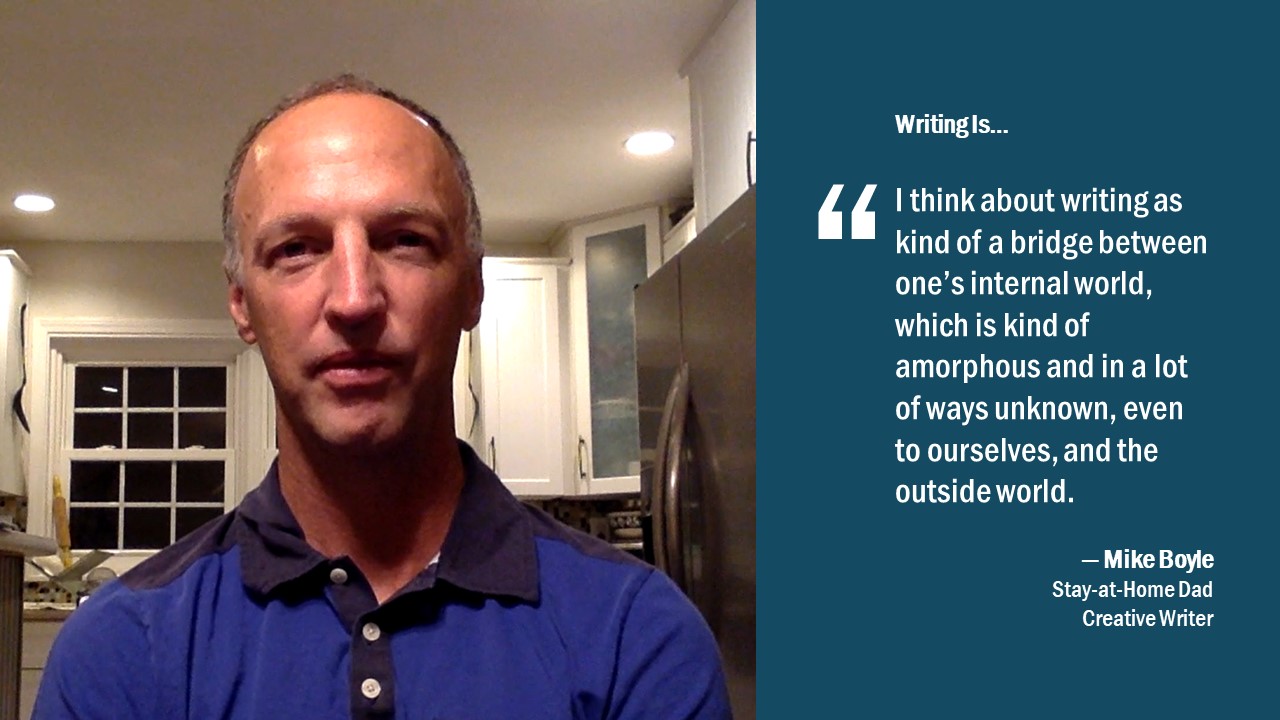 Writing Is...
“
I think about writing as
kind of a bridge between
one’s internal world,
which is kind of
amorphous and in a lot
of ways unknown, even
to ourselves, and the
outside world.
— Mike Boyle
Stay-at-Home Dad
Creative Writer